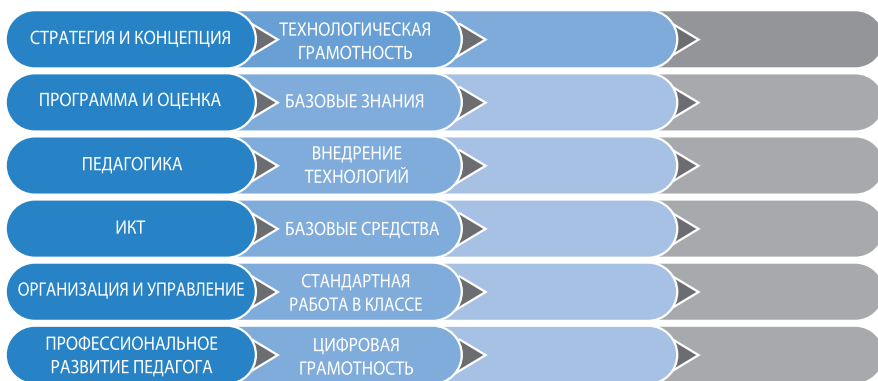 СТРАТЕГИЯ И КОНЦЕПЦИЯ
ТЕХНОЛОГИЧЕСКАЯ
ГРАМОТНОСТЬ
ПРОГРАММА И ОЦЕНКА
БАЗОВЫЕ ЗНАНИЯ
ПЕДАГОГИКА
ВНЕДРЕНИЕ
ТЕХНОЛОГИЙ
ИКТ
БАЗОВЫЕ СРЕДСТВА
ОРГАНИЗАЦИЯ И УПРАВЛЕНИЕ
СТАНДАРТНАЯ
РАБОТА В КЛАССЕ
ПРОФЕССИОНАЛЬНОЕ
РАЗВИТИЕ ПЕДАГОГА
ЦИФРОВАЯ
ГРАМОТНОСТЬ